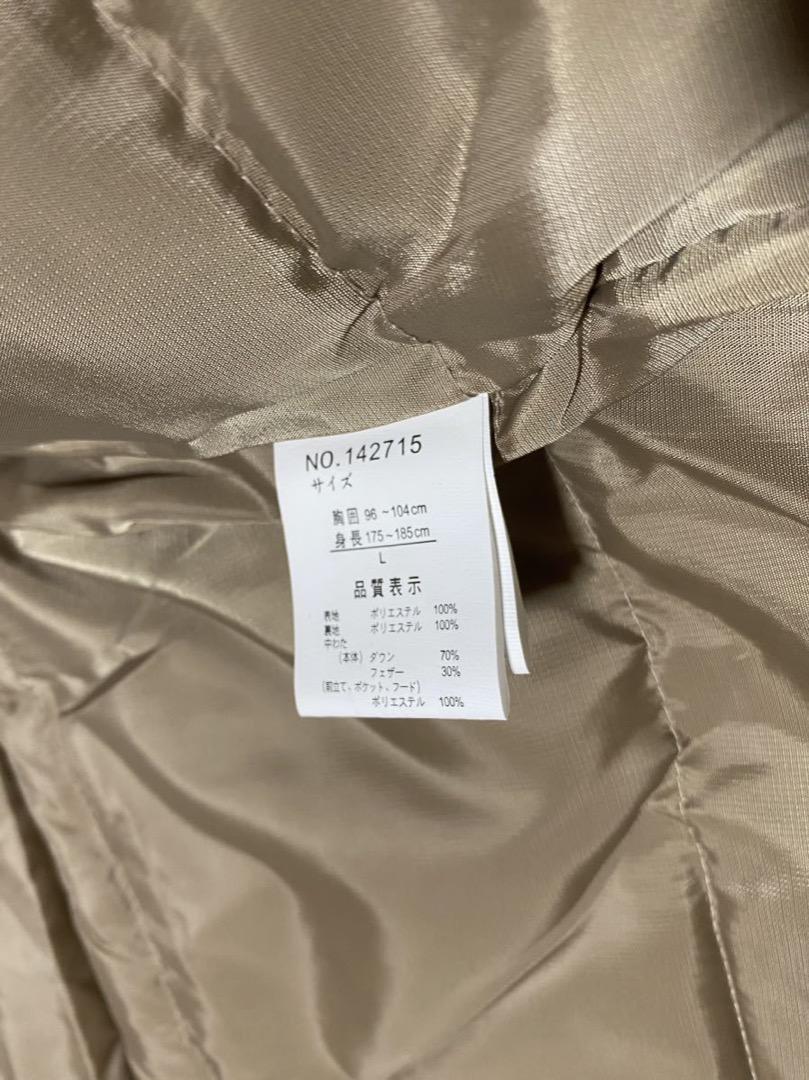 NO.142715
サイズ
胸囲 96～104cm
身長 175～185cm
L
品質表示
表地 ポリエステル 100%
裏地 ポリエステル 100%
中わた
(本体) ダウン 70%
フェザー 30%
(前立て、ポケット、フード)
ポリエステル 100%